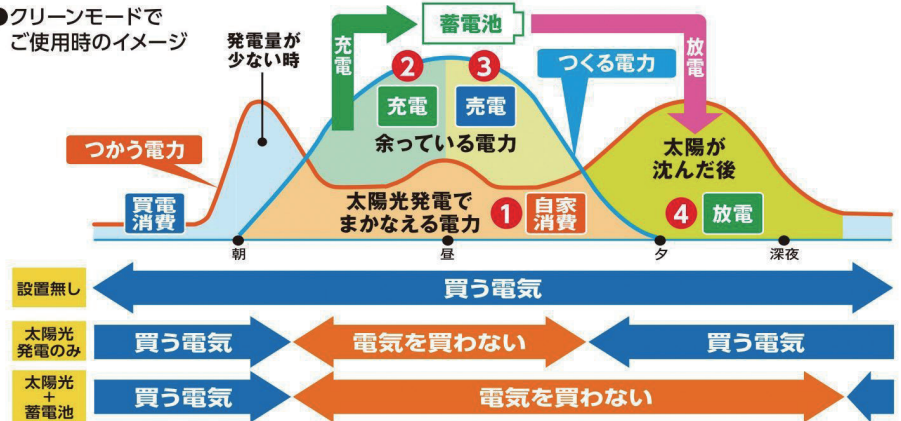 ●クリーンモードで
ご使用時のイメージ
発電量が
少ない時
充電
蓄電池
放電
つくる電力
つかう電力
2
充電
3
売電
余っている電力
太陽が
沈んだ後
買電
消費
太陽光発電で
まかなえる電力
1
自家
消費
4
放電
朝
昼
夕
深夜
設置無し
買う電気
太陽光
発電のみ
買う電気
電気を買わない
買う電気
太陽光
+
蓄電池
買う電気
電気を買わない